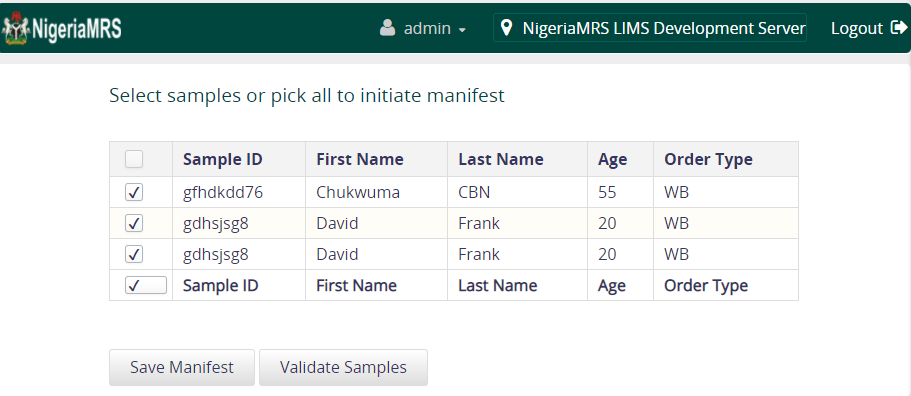 NigeriaMRS admin NigeriaMRS LIMS Development Server Logout
Select samples or pick all to initiate manifest
Sample ID First Name Last Name Age Order Type
gfhdkdd76 Chukwuma CBN 55 WB
gdhsjsg8 David Frank 20 WB
gdhsjsg8 David Frank 20 WB
Sample ID First Name Last Name Age Order Type
Save Manifest Validate Samples